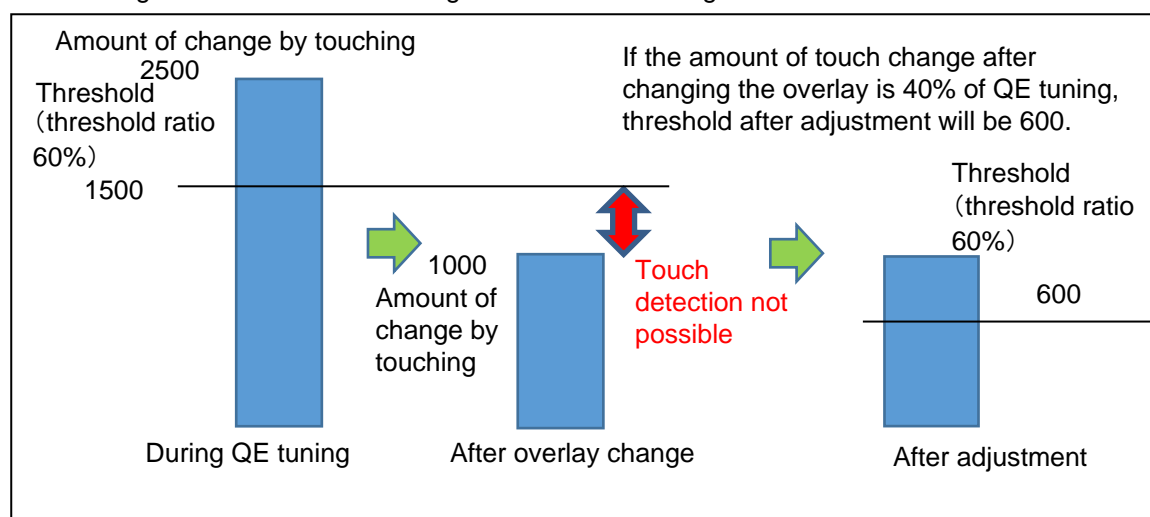 Amount of change by touching
2500
Threshold
（threshold ratio
60%）
1500
1000
Amount of
change by
touching
Touch
detection not
possible
If the amount of touch change after
changing the overlay is 40% of QE tuning,
threshold after adjustment will be 600.
Threshold
（threshold ratio
60%）
600
During QE tuning
After overlay change
After adjustment